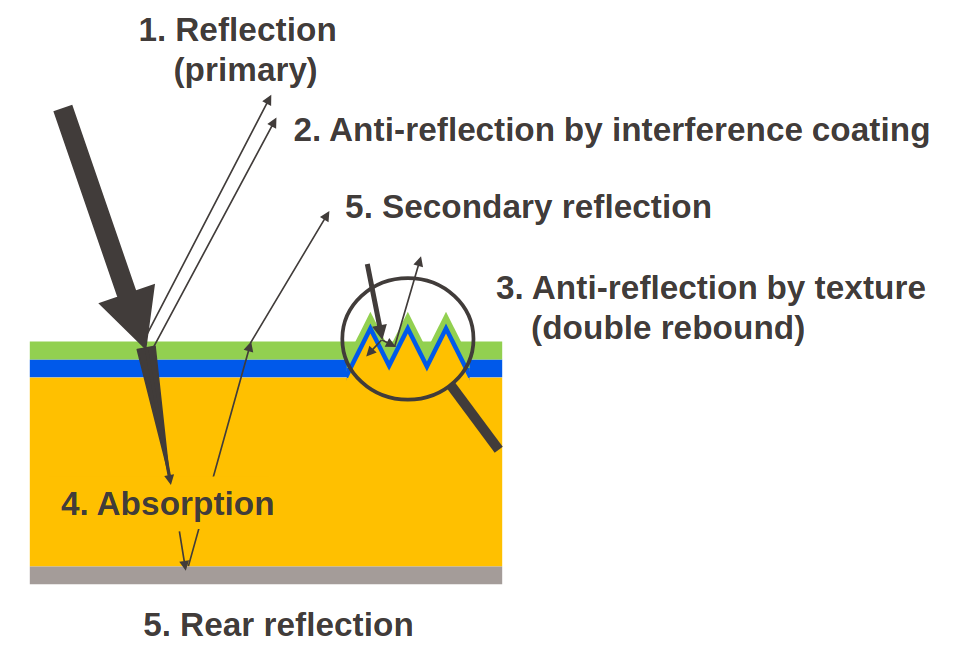 1. Reflection
(primary)
2. Anti-reflection by interference coating
5. Secondary reflection
3. Anti-reflection by texture
(double rebound)
4. Absorption
5. Rear reflection